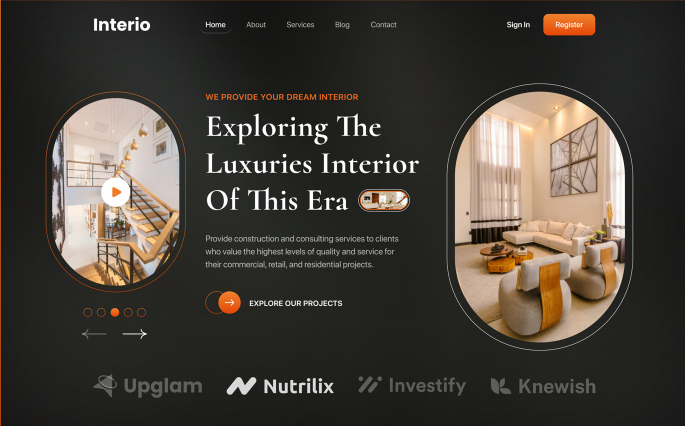 Interio
Home About Services Blog Contact
Sign In
Register
WE PROVIDE YOUR DREAM INTERIOR
Exploring The
Luxuries Interior
Of This Era
Provide construction and consulting services to clients
who value the highest levels of quality and service for
their commercial, retail, and residential projects.
EXPLORE OUR PROJECTS
Upglam
Nutrilix
Investify
Knewish